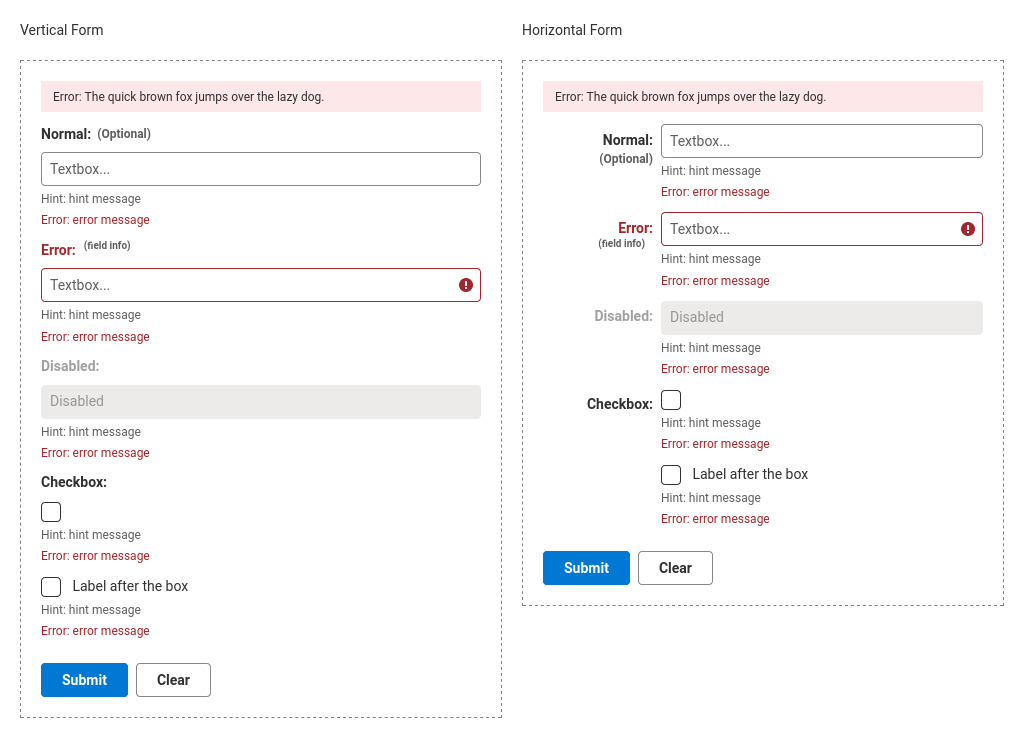 Vertical Form
Error: The quick brown fox jumps over the lazy dog.
Normal: (Optional)
Textbox...
Hint: hint message
Error: error message
Error: (field info)
Textbox...
Hint: hint message
Error: error message
Disabled:
Disabled
Hint: hint message
Error: error message
Checkbox:
Hint: hint message
Error: error message
Label after the box
Hint: hint message
Error: error message
Submit Clear
Horizontal Form
Error: The quick brown fox jumps over the lazy dog.
Normal: Textbox...
(Optional)
Hint: hint message
Error: error message
Error: Textbox...
(field info)
Hint: hint message
Error: error message
Disabled: Disabled
Hint: hint message
Error: error message
Checkbox:
Hint: hint message
Error: error message
Label after the box
Hint: hint message
Error: error message
Submit Clear